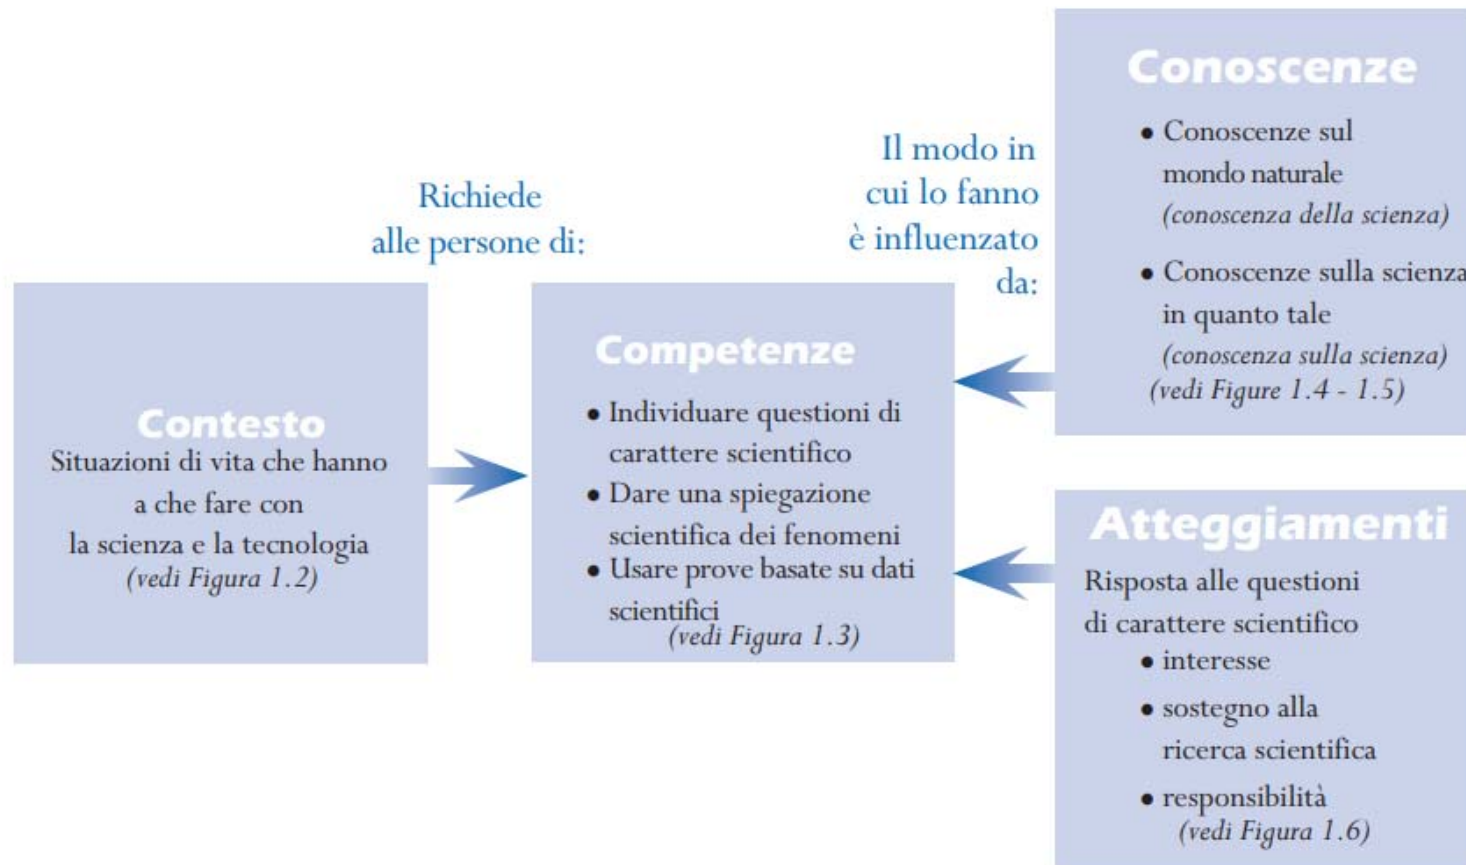 Richiede
alle persone di:
Il modo in
cui lo fanno
è influenzato
da:
Contesto
Situazioni di vita che hanno
a che fare con
la scienza e la tecnologia
(vedi Figura 1.2)
Competenze
• Individuare questioni di
carattere scientifico
• Dare una spiegazione
scientifica dei fenomeni
• Usare prove basate su dati
scientifici
(vedi Figura 1.3)
Conoscenze
• Conoscenze sul
mondo naturale
(conoscenza della scienza)
• Conoscenze sulla scienza
in quanto tale
(conoscenza sulla scienza)
(vedi Figure 1.4 - 1.5)
Atteggiamenti
Risposta alle questioni
di carattere scientifico
• interesse
• sostegno alla
ricerca scientifica
• responsibilità
(vedi Figura 1.6)